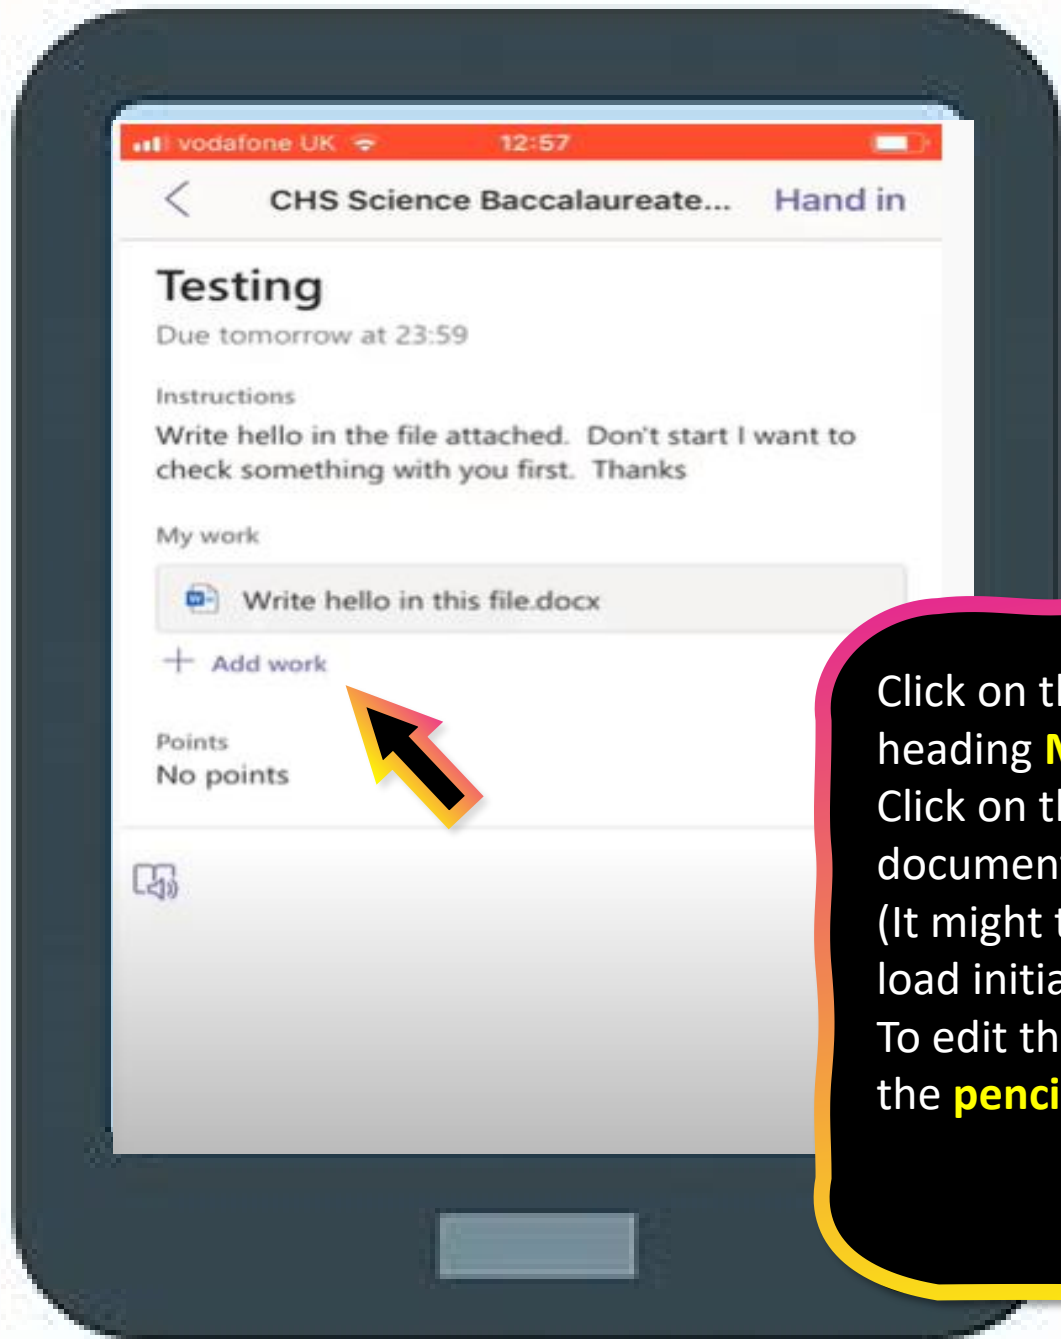 vodafone UK 12:57
CHS Science Baccalaureate... Hand in
Testing
Due tomorrow at 23:59
Instructions
Write hello in the file attached. Don't start I want to
check something with you first. Thanks
My work
Write hello in this file.docx
+ Add work
Points
No points
Click on th
heading
Click on th
document
(It might t
load initia
To edit th
the penci